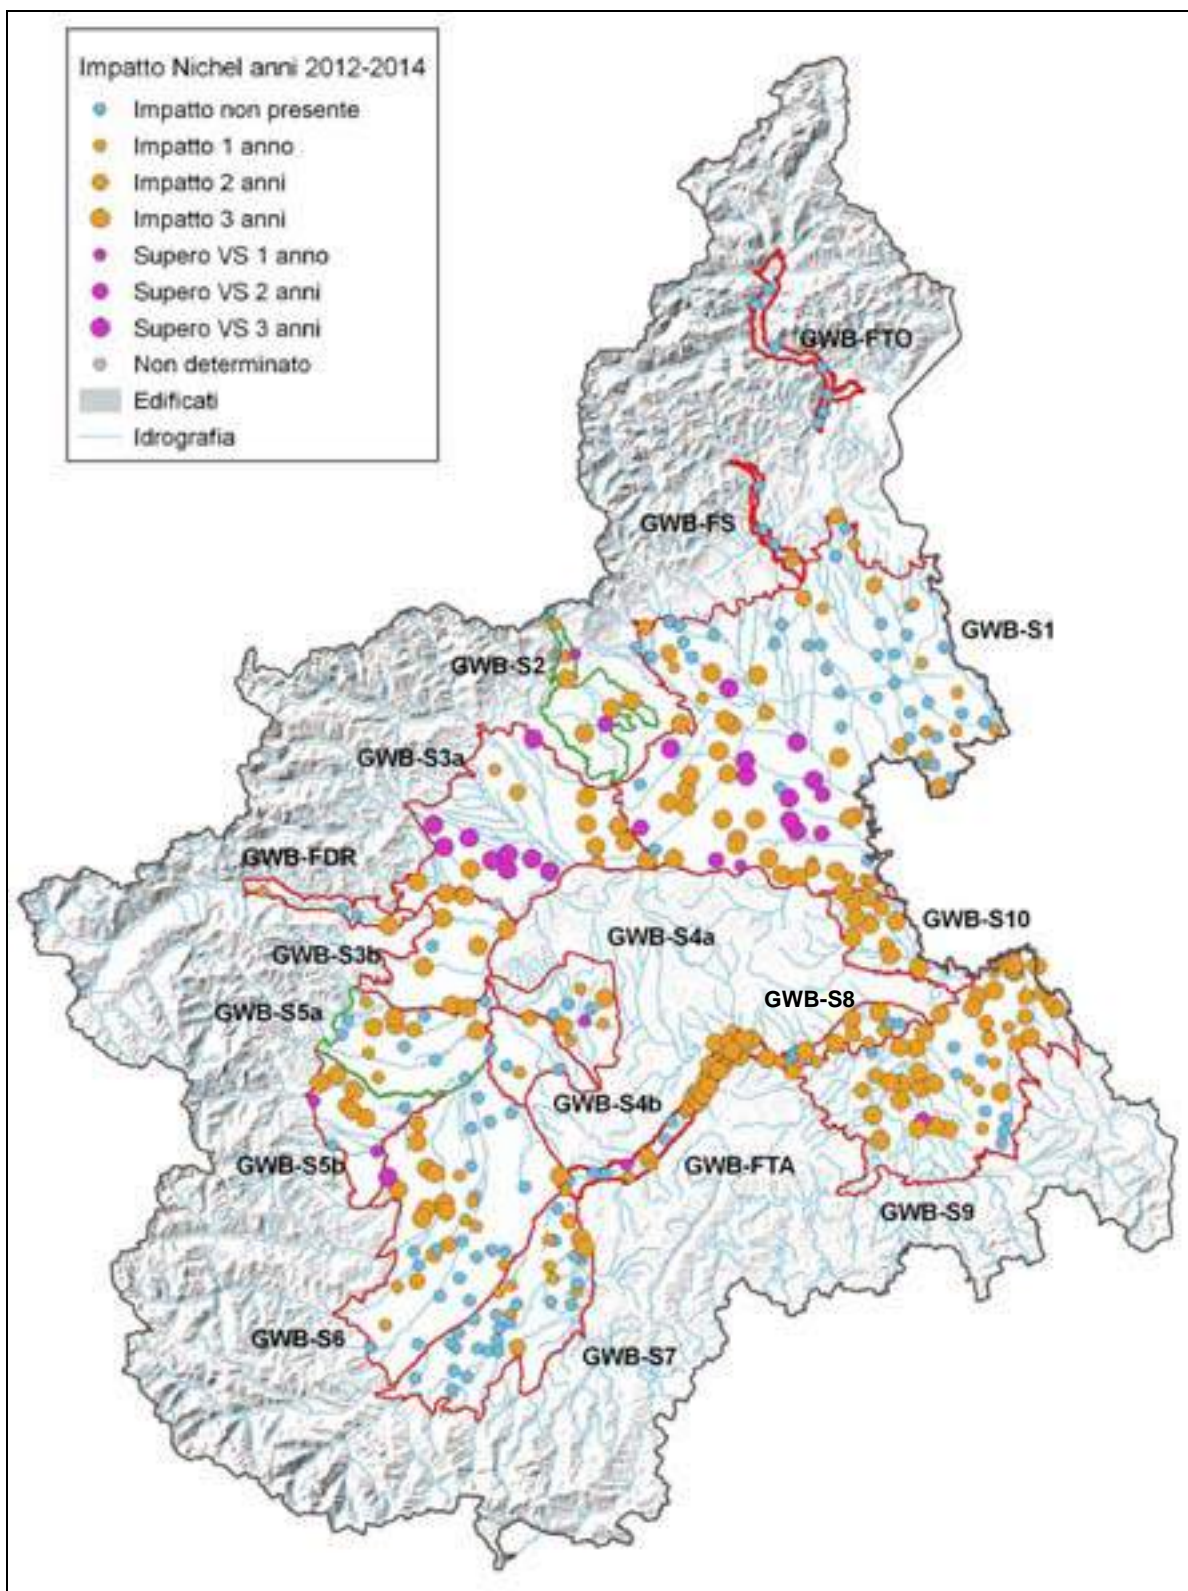 Impatto Nichel anni 2012-2014
Impatto non presente
Impatto 1 anno
Impatto 2 anni
Impatto 3 anni
Supero VS 1 anno
Supero VS 2 anni
Supero VS 3 anni
Non determinato
Edificati
Idrografia
GWB-FTO
GWB-FS
GWB-S1
GWB-S2
GWB-S3a
GWB-FDR
GWB-S10
GWB-S4a
GWB-S3b
GWB-S8
GWB-S5a
GWB-S4b
GWB-S5b
GWB-FTA
GWB-S9
GWB-S6
GWB-S7